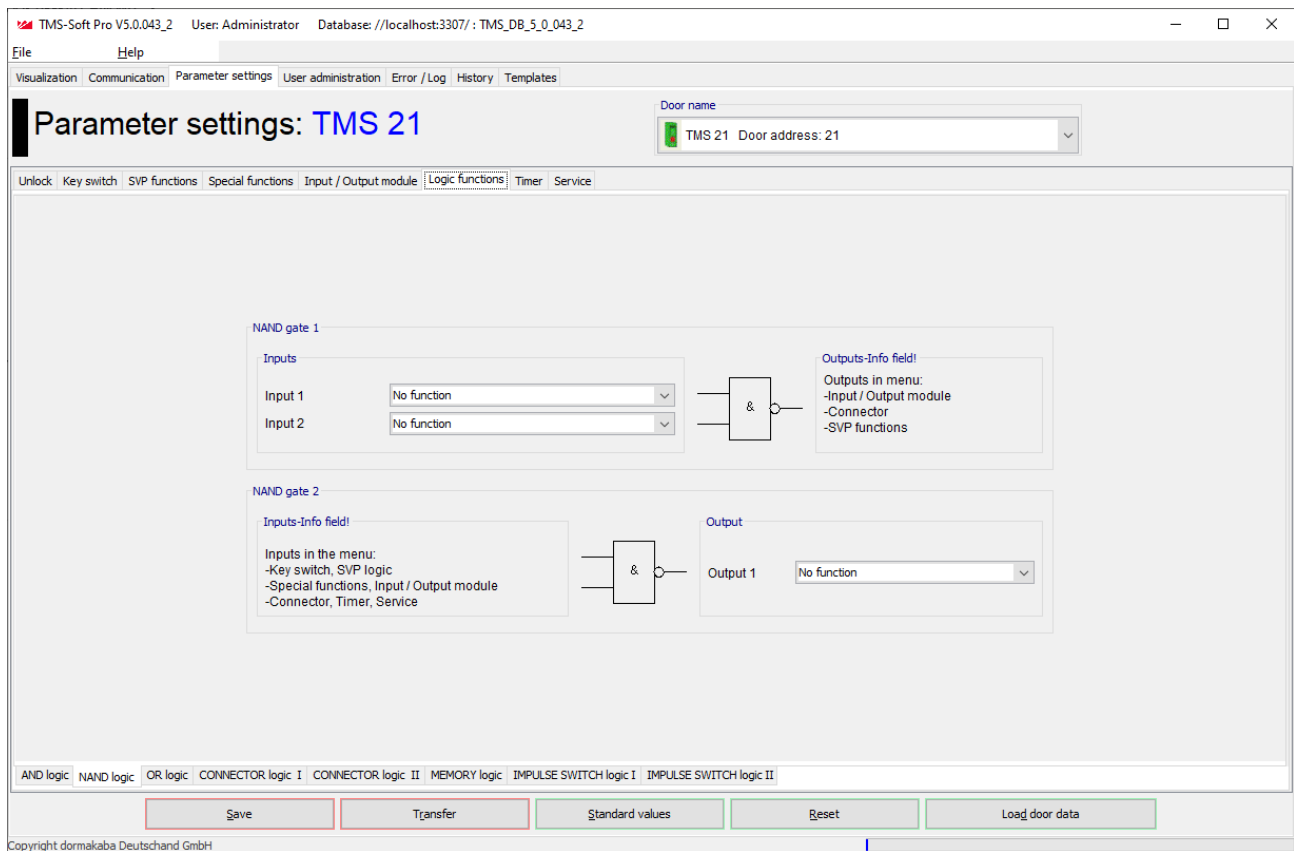 TMS-Soft Pro V5.0.043_2 User: Administrator Database: //localhost:3307/ : TMS_DB_5_0_043_2
File Help
Visualization Communication Parameter settings User administration Error / Log History Templates
Parameter settings: TMS 21
Door name
TMS 21 Door address: 21
Unlock Key switch SVP functions Special functions Input / Output module Logic functions Timer Service
NAND gate 1
Inputs
Input 1 No function
Input 2 No function
&
Outputs-Info field!
Outputs in menu:
-Input / Output module
-Connector
-SVP functions
NAND gate 2
Inputs-Info field!
Inputs in the menu:
-Key switch, SVP logic
-Special functions, Input / Output module
-Connector, Timer, Service
&
Output
Output 1 No function
AND logic NAND logic OR logic CONNECTOR logic I CONNECTOR logic II MEMORY logic IMPULSE SWITCH logic I IMPULSE SWITCH logic II
Save Transfer Standard values Reset Load door data
Copyright dormakaba Deutschand GmbH